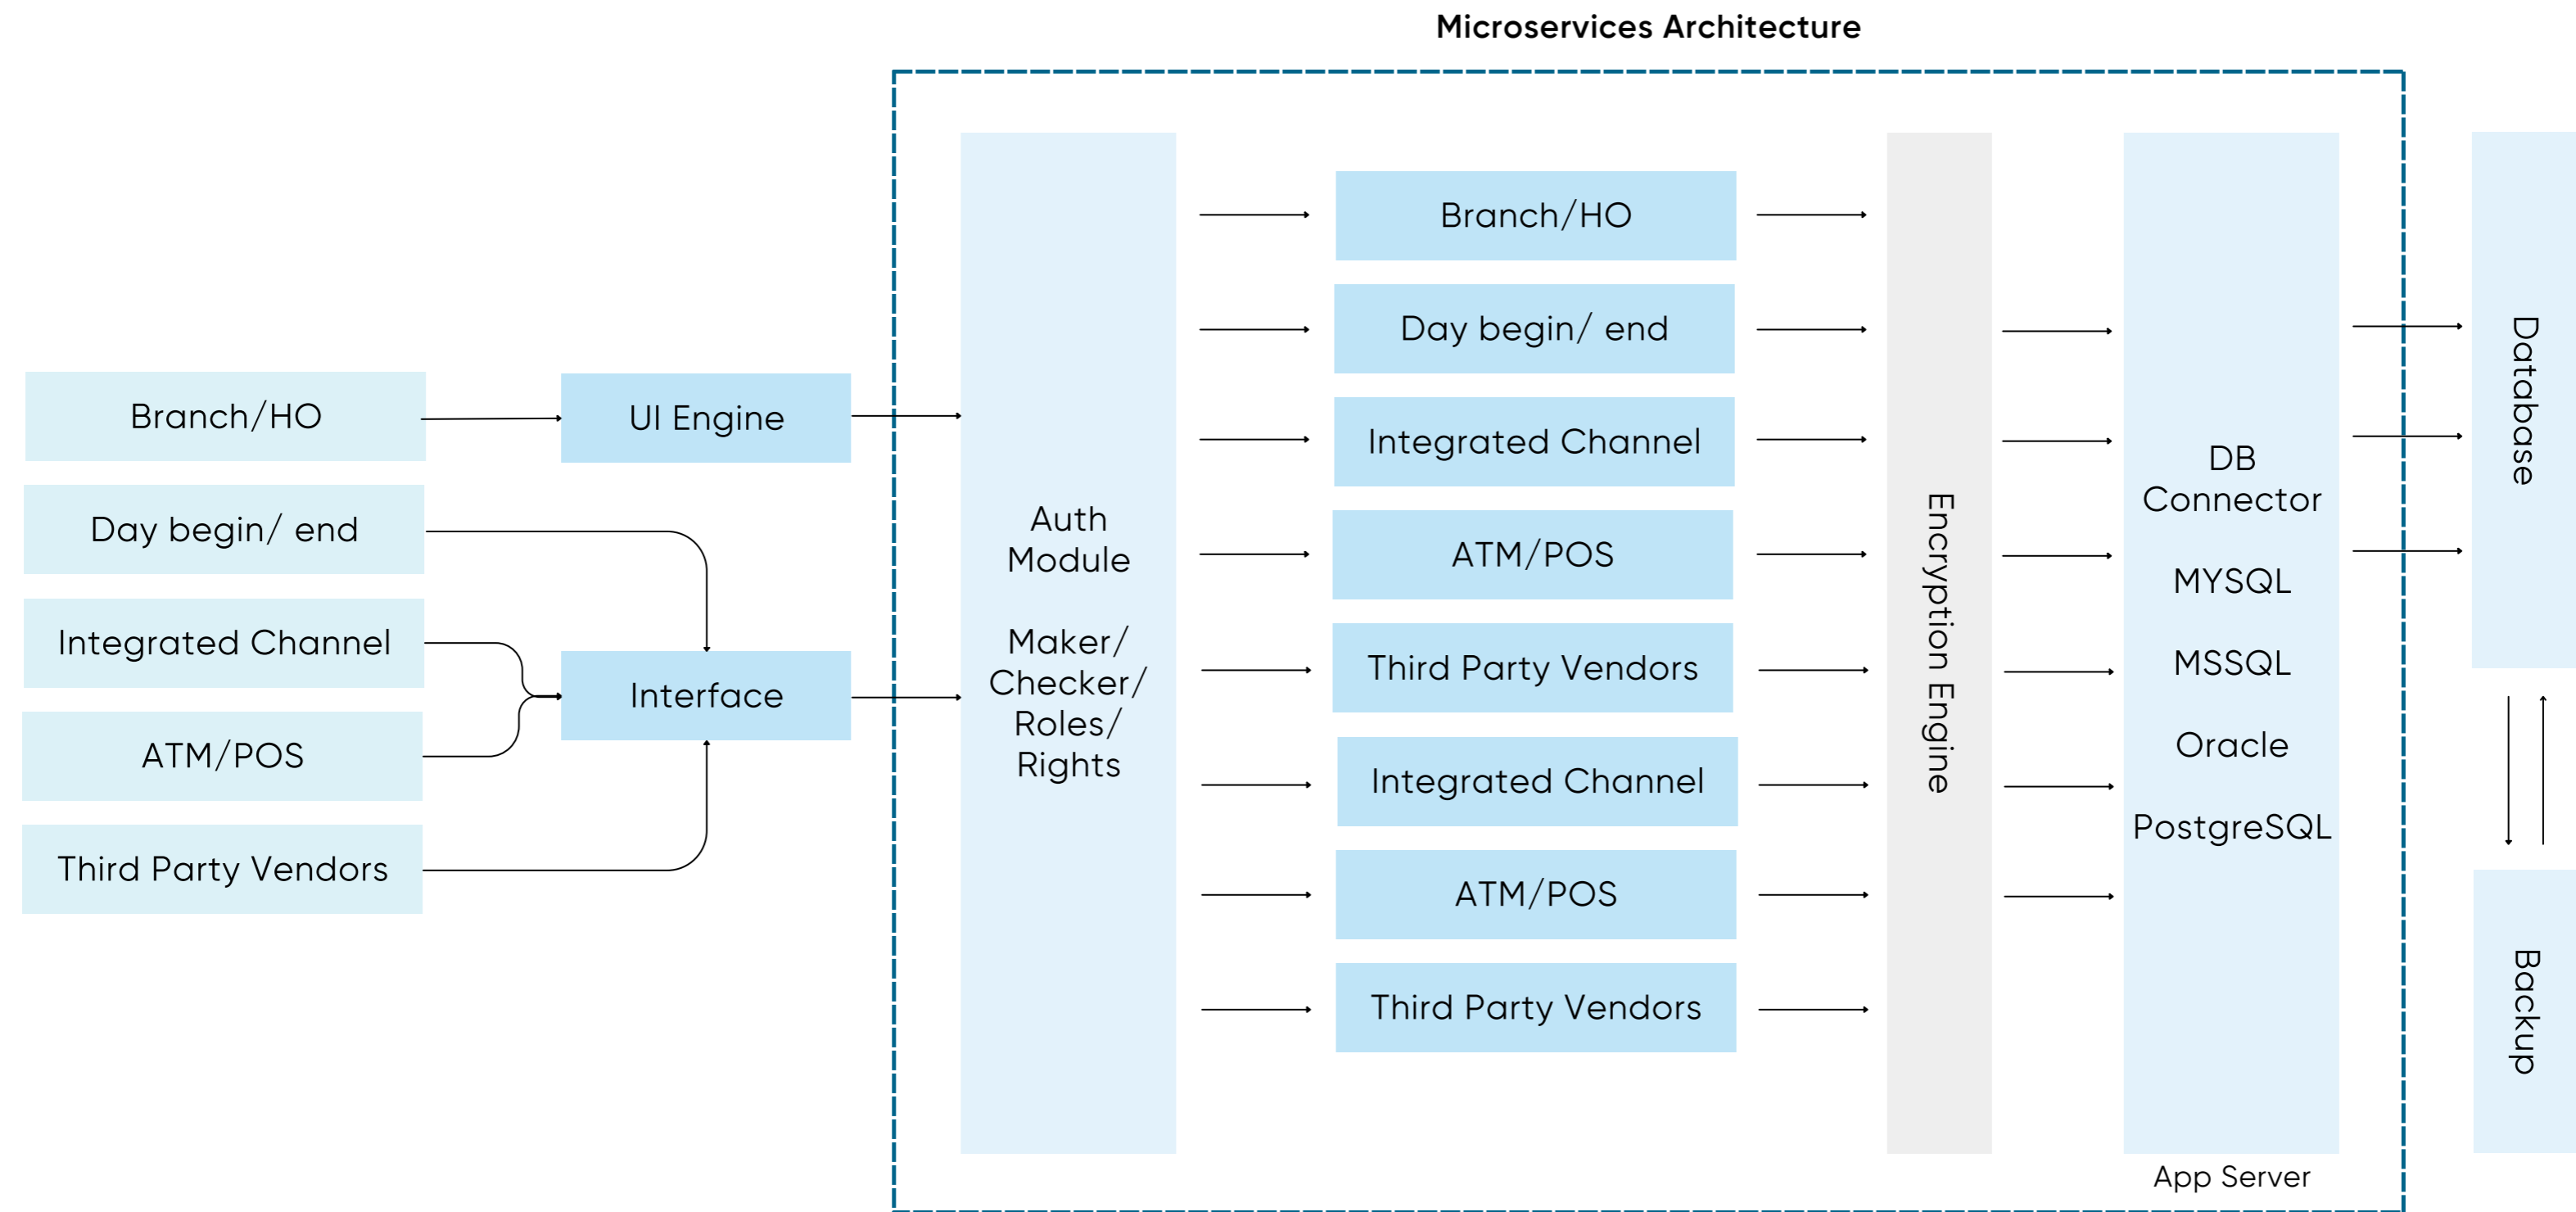 Microservices Architecture
Branch/HO
Day begin/ end
Integrated Channel
ATM/POS
Third Party Vendors
UI Engine
Interface
Auth
Module
Maker/
Checker/
Roles/
Rights
Branch/HO
Day begin/ end
Integrated Channel
ATM/POS
Third Party Vendors
Integrated Channel
ATM/POS
Third Party Vendors
Encryption Engine
DB
Connector
MYSQL
MSSQL
Oracle
PostgreSQL
App Server
Database
Backup